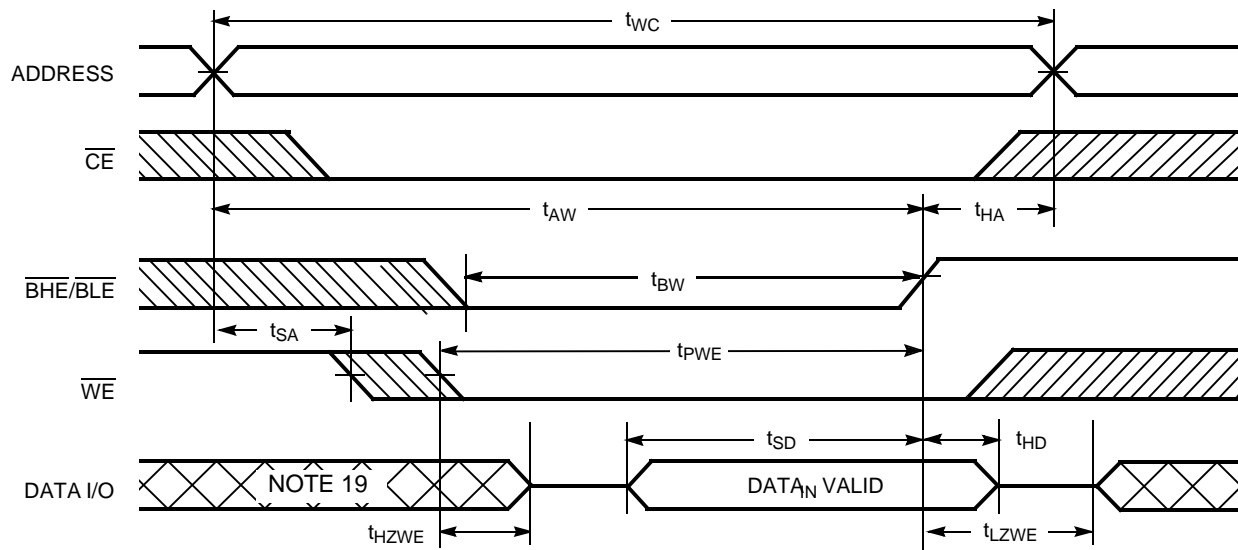 tWC
ADDRESS
CE
tAW
tHA
BHE/BLE
tBW
tSA
tPWE
WE
tSD
tHD
DATA I/O
NOTE 19
DATAIN VALID
tHZWE
tLZWE